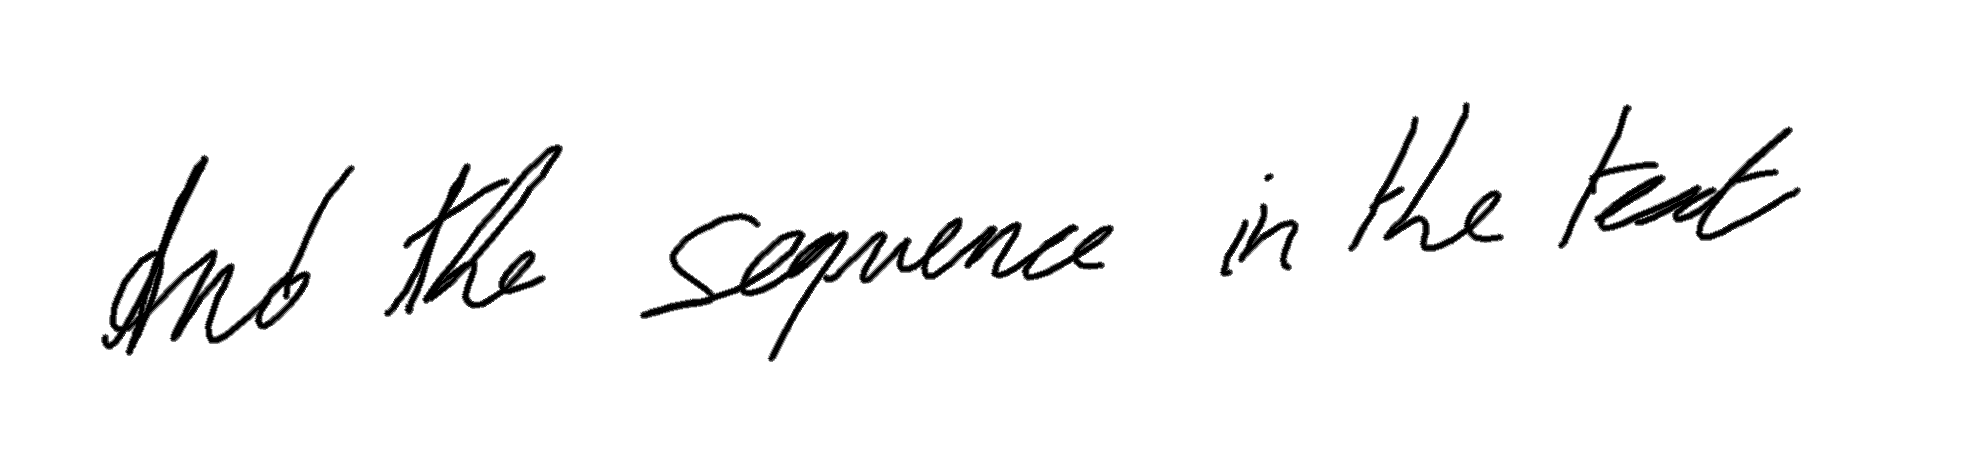 And the sequence in the text